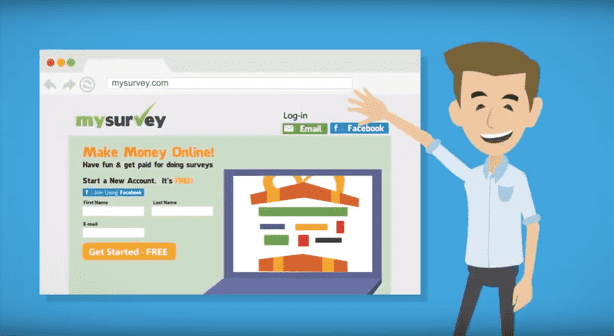 mysurvey.com
mysurvey
Log-in
Email
Facebook
Make Money Online!
Have fun & get paid for doing surveys
Start a New Account. It's FREE!
Join Using Facebook
First Name
Last Name
E-mail
Get Started - FREE